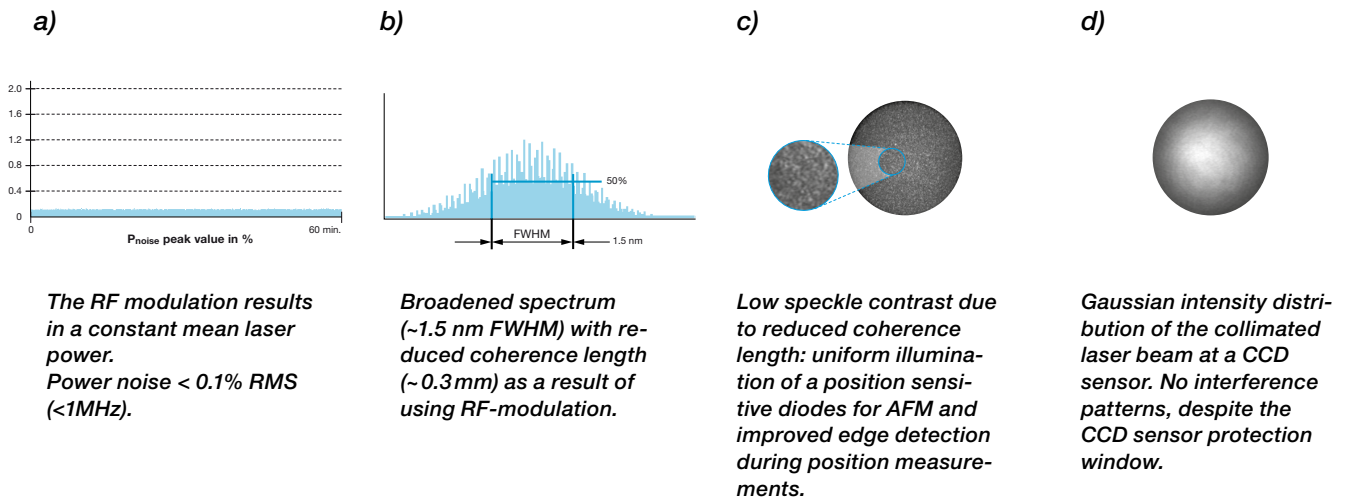 a)
2.0
1.6
1.2
0.8
0.4
0
0
60 min.
Pnoise peak value in %
The RF modulation results
in a constant mean laser
power.
Power noise < 0.1% RMS
(<1MHz).
b)
50%
FWHM
1.5 nm
Broadened spectrum
(~1.5 nm FWHM) with re-
duced coherence length
(~0.3mm) as a result of
using RF-modulation.
c)
Low speckle contrast due
to reduced coherence
length: uniform illumina-
tion of a position sensi-
tive diodes for AFM and
improved edge detection
during position measure-
ments.
d)
Gaussian intensity distri-
bution of the collimated
laser beam at a CCD
sensor. No interference
patterns, despite the
CCD sensor protection
window.